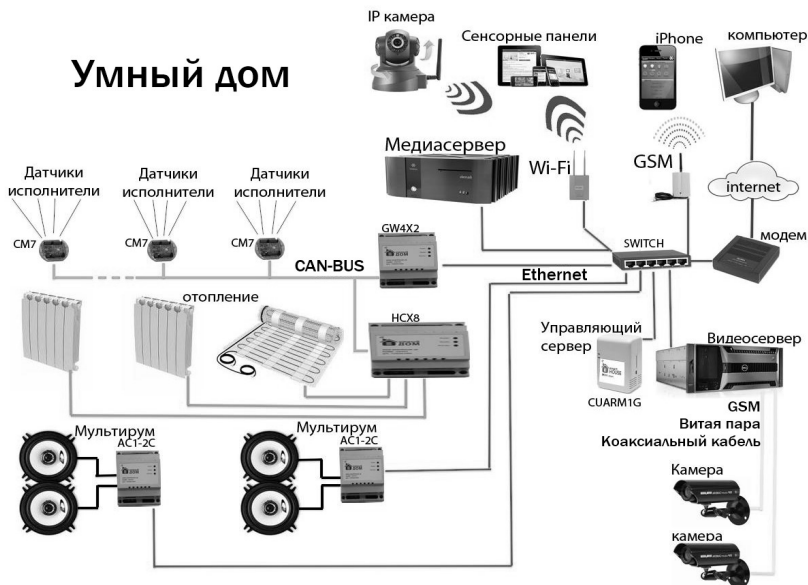 IP камера
Сенсорные панели
iPhone
компьютер
Умный дом
Медиасервер
Wi-Fi
GSM
internet
Датчики
исполнители
Датчики
исполнители
Датчики
исполнители
CM7
CM7
CM7
GW4X2
SWITCH
модем
CAN-BUS
Ethernet
отопление
HCX8
Управляющий
сервер
Видеосервер
CUARM1G
GSM
Витая пара
Коаксиальный кабель
Мультирум
AC1-2C
Мультирум
AC1-2C
Камера
камера